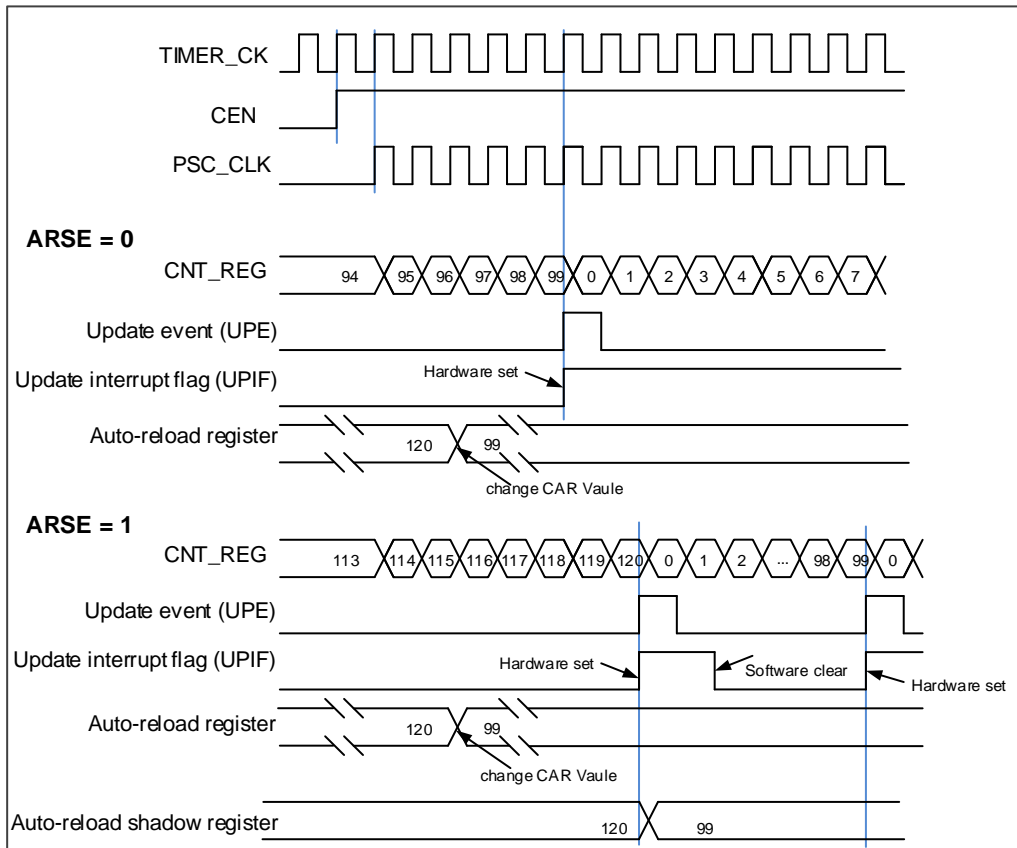 TIMER_CK
CEN
PSC_CLK
ARSE = 0
CNT_REG 94 95 96 97 98 99 0 1 2 3 4 5 6 7
Update event (UPE)
Hardware set
Update interrupt flag (UPIF)
Auto-reload register 120 99
change CAR Vaule
ARSE = 1
CNT_REG 113 114 115 116 117 118 119 120 0 1 2 ... 98 99 0
Update event (UPE)
Update interrupt flag (UPIF) Hardware set Software clear
Hardware set
Auto-reload register 120 99
change CAR Vaule
Auto-reload shadow register 120 99